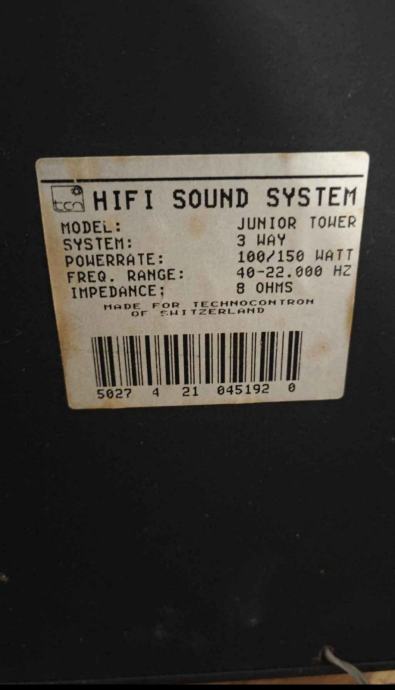 tcn HIFI SOUND SYSTEM
MODEL: JUNIOR TOWER
SYSTEM: 3 WAY
POWERRATE: 100/150 WATT
FREQ. RANGE: 40-22.000 HZ
IMPEDANCE: 8 OHMS
MADE FOR TECHNOCONTRON
OF SWITZERLAND
5027 4 21 045192 0